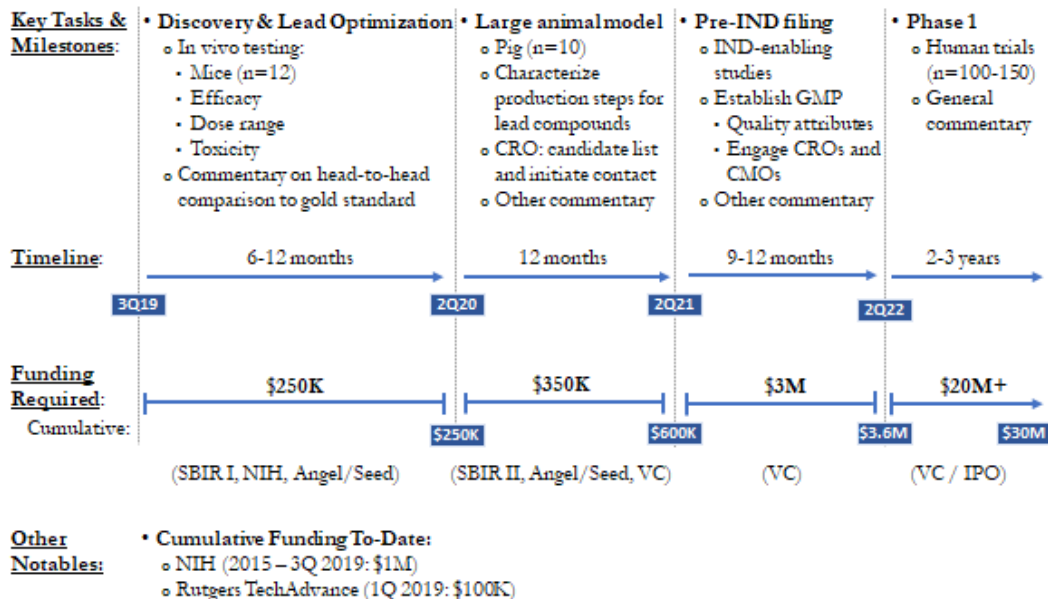 Key Tasks &
Milestones:
• Discovery & Lead Optimization
o In vivo testing:
• Mice (n=12)
• Efficacy
• Dose range
• Toxicity
o Commentary on head-to-head
comparison to gold standard
• Large animal model
o Pig (n=10)
o Characterize
production steps for
lead compounds
o CRO: candidate list
and initiate contact
o Other commentary
• Pre-IND filing
o IND-enabling
studies
o Establish GMP
• Quality attributes
• Engage CROs and
CMOs
o Other commentary
• Phase 1
o Human trials
(n=100-150)
o General
commentary
Timeline:
6-12 months
12 months
9-12 months
2-3 years
3Q19
2Q20
2Q21
2Q22
Funding
Required:
$250K
$350K
$3M
$20M+
Cumulative:
$250K
$600K
$3.6M
$30M
(SBIR I, NIH, Angel/Seed)
(SBIR II, Angel/Seed, VC)
(VC)
(VC / IPO)
Other
Notables:
• Cumulative Funding To-Date:
o NIH (2015 – 3Q 2019: $1M)
o Rutgers TechAdvance (1Q 2019: $100K)